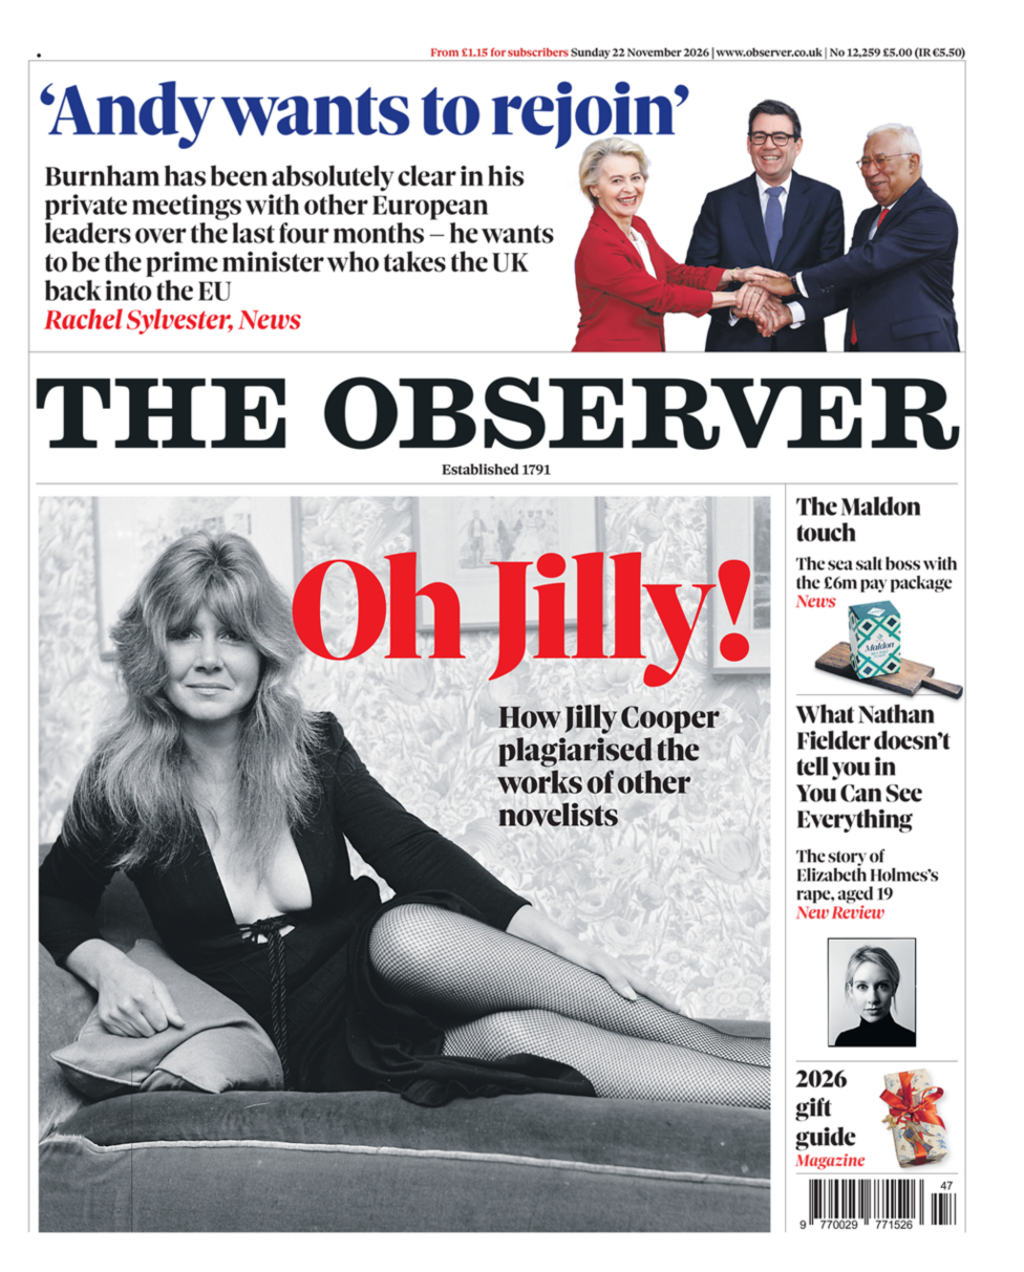 From £1.15 for subscribers Sunday 22 November 2026 | www.observer.co.uk | No 12,259 £5.00 (IR €5.50)
‘Andy wants to rejoin’
Burnham has been absolutely clear in his
private meetings with other European
leaders over the last four months – he wants
to be the prime minister who takes the UK
back into the EU
Rachel Sylvester, News
THE OBSERVER
Established 1791
Oh Jilly!
How Jilly Cooper
plagiarised the
works of other
novelists
The Maldon
touch
The sea salt boss with
the £6m pay package
News
Maldon
What Nathan
Fielder doesn’t
tell you in
You Can See
Everything
The story of
Elizabeth Holmes’s
rape, aged 19
New Review
2026
gift
guide
Magazine
47
9 770029 771526